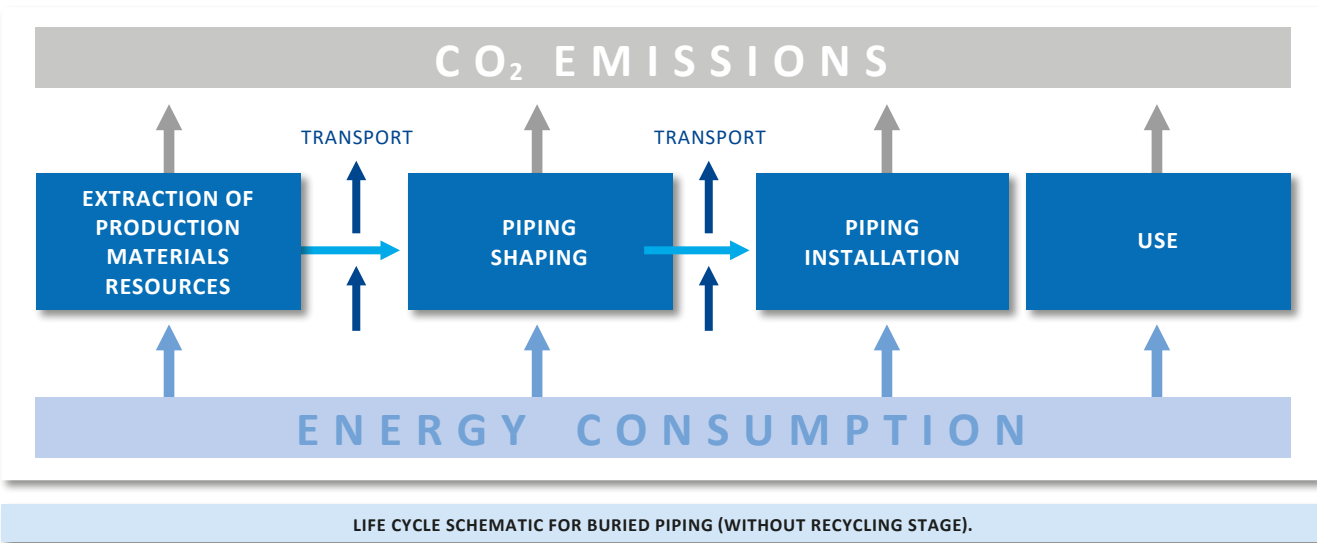 CO₂ EMISSIONS
TRANSPORT
TRANSPORT
EXTRACTION OF
PRODUCTION
MATERIALS
RESOURCES
PIPING
SHAPING
PIPING
INSTALLATION
USE
ENERGY CONSUMPTION
LIFE CYCLE SCHEMATIC FOR BURIED PIPING (WITHOUT RECYCLING STAGE).